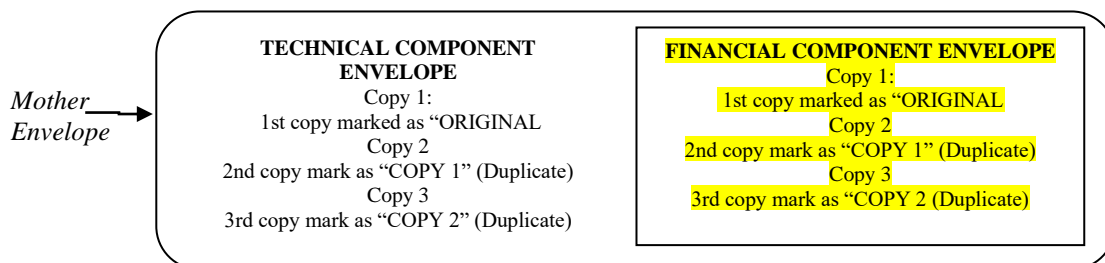 Mother
Envelope
TECHNICAL COMPONENT
ENVELOPE
Copy 1:
1st copy marked as “ORIGINAL
Copy 2
2nd copy mark as “COPY 1” (Duplicate)
Copy 3
3rd copy mark as “COPY 2” (Duplicate)
FINANCIAL COMPONENT ENVELOPE
Copy 1:
1st copy marked as “ORIGINAL
Copy 2
2nd copy mark as “COPY 1” (Duplicate)
Copy 3
3rd copy mark as “COPY 2 (Duplicate)